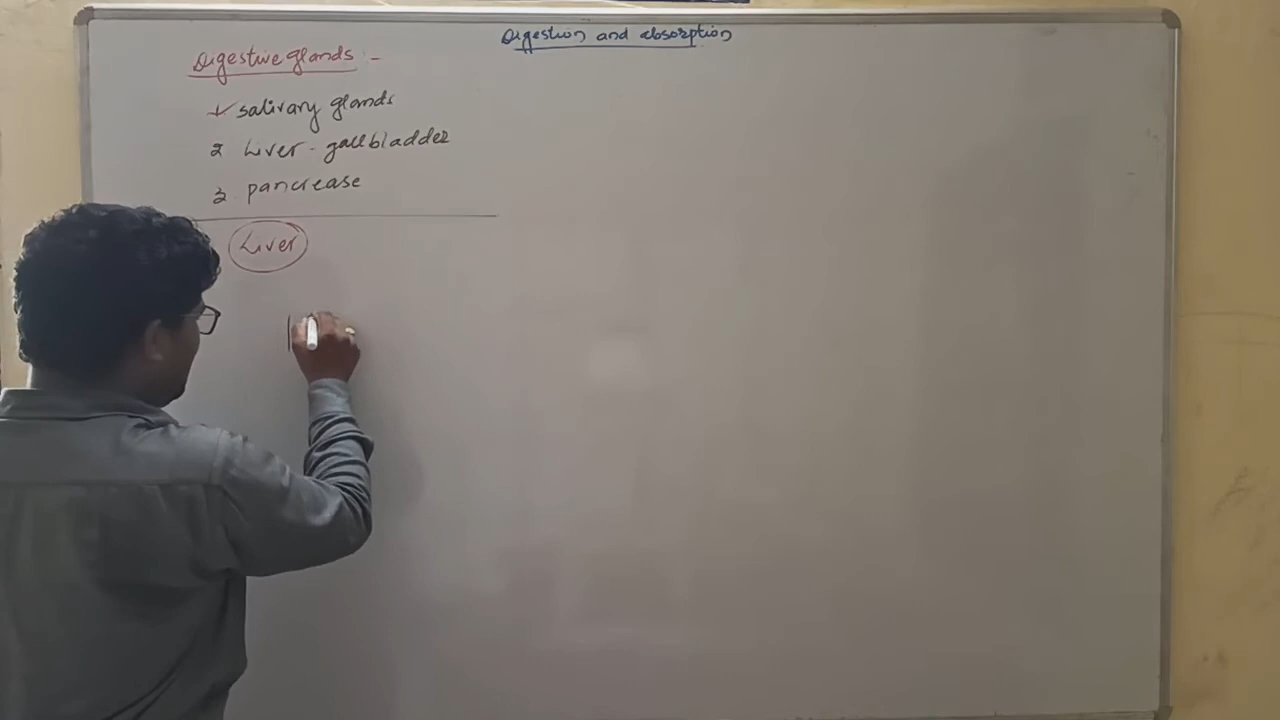 Digestion and absorption
Digestive glands :-
1 salivary glands
2 Liver - gallbladder
3 pancrease
Liver